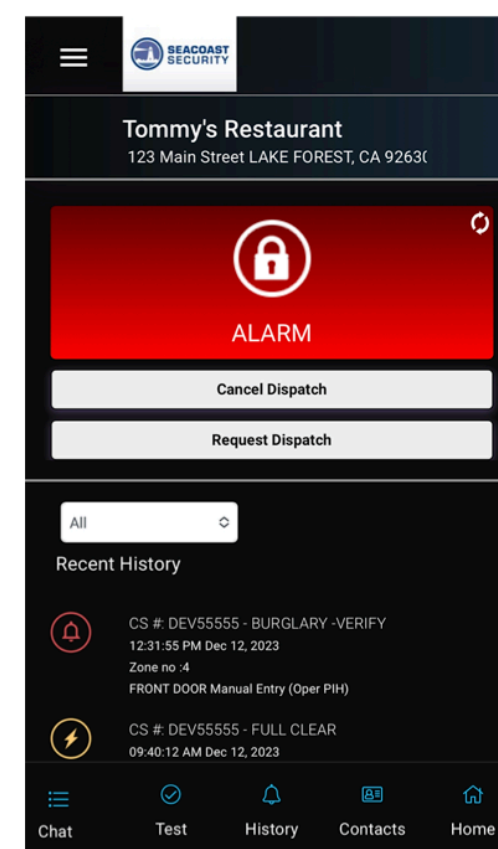 SEACOAST
SECURITY
Tommy's Restaurant
123 Main Street LAKE FOREST, CA 9263(
ALARM
Cancel Dispatch
Request Dispatch
All
Recent History
CS #: DEV55555 - BURGLARY -VERIFY
12:31:55 PM Dec 12, 2023
Zone no :4
FRONT DOOR Manual Entry (Oper PIH)
CS #: DEV55555 - FULL CLEAR
09:40:12 AM Dec 12, 2023
Chat Test History Contacts Home